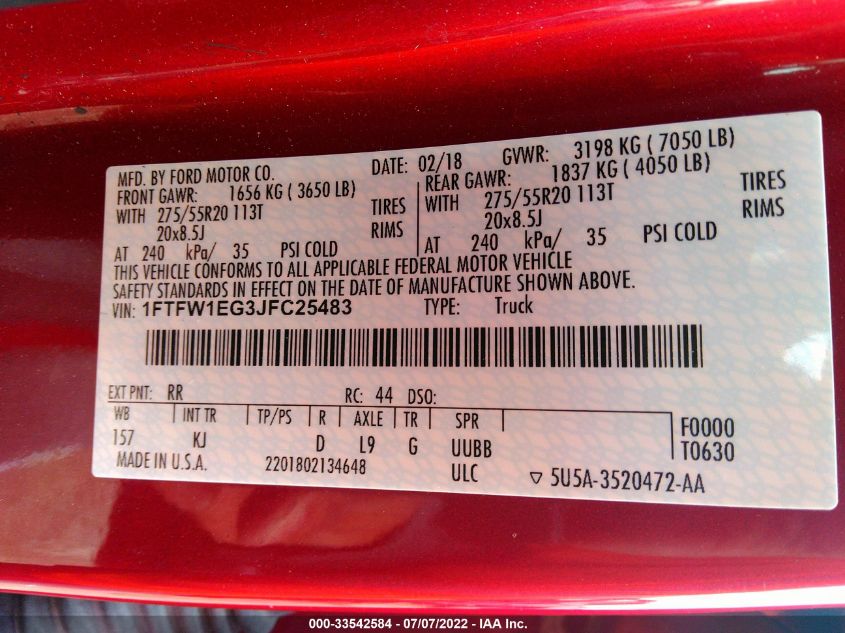 MFD. BY FORD MOTOR CO. DATE: 02/18 GVWR: 3198 KG ( 7050 LB)
FRONT GAWR: 1656 KG ( 3650 LB) REAR GAWR: 1837 KG ( 4050 LB)
WITH 275/55R20 113T TIRES WITH 275/55R20 113T TIRES
20x8.5J RIMS 20x8.5J RIMS
AT 240 kPa/ 35 PSI COLD AT 240 kPa/ 35 PSI COLD
THIS VEHICLE CONFORMS TO ALL APPLICABLE FEDERAL MOTOR VEHICLE
SAFETY STANDARDS IN EFFECT ON THE DATE OF MANUFACTURE SHOWN ABOVE.
VIN: 1FTFW1EG3JFC25483 TYPE: Truck
EXT PNT: RR RC: 44 DSO:
WB INT TR TP/PS R AXLE TR SPR F0000
157 KJ D L9 G UUBB T0630
MADE IN U.S.A. 2201802134648 ULC ▽ 5U5A-3520472-AA
000-33542584 - 07/07/2022 - IAA Inc.